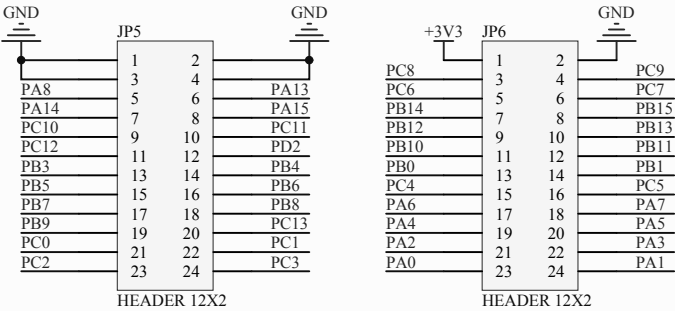 GND GND GND
JP5 +3V3 JP6
1 2 1 2
3 4 PC8 3 4 PC9
PA8 5 6 PA13 PC6 5 6 PC7
PA14 7 8 PA15 PB14 7 8 PB15
PC10 9 10 PC11 PB12 9 10 PB13
PC12 11 12 PD2 PB10 11 12 PB11
PB3 13 14 PB4 PB0 13 14 PB1
PB5 15 16 PB6 PC4 15 16 PC5
PB7 17 18 PB8 PA6 17 18 PA7
PB9 19 20 PC13 PA4 19 20 PA5
PC0 21 22 PC1 PA2 21 22 PA3
PC2 23 24 PC3 PA0 23 24 PA1
HEADER 12X2 HEADER 12X2